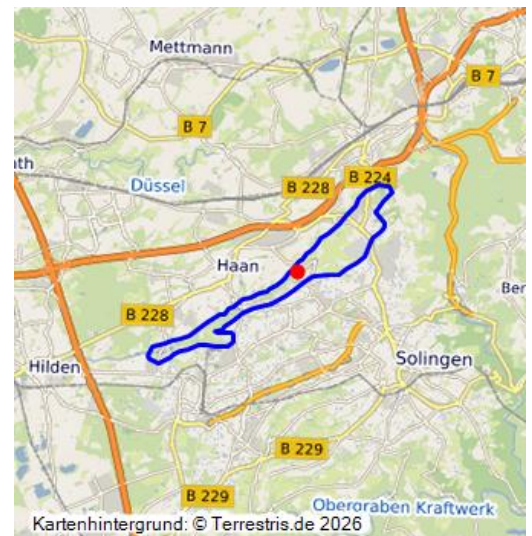 Mettmann
B 7
B 7
ath
Düssel
B 224
B 228
Haan
Ber
B 228
Hilden
Solingen
B 229
B 229
Obergraben Kraftwerk
Kartenhintergrund: © Terrestris.de 2026